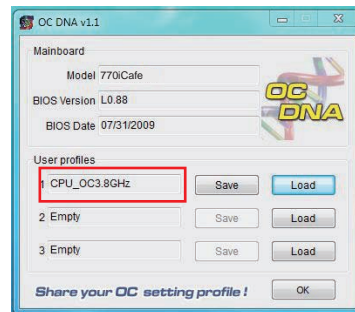 OC DNA v1.1
Mainboard
Model 770iCafe
BIOS Version L0.88
BIOS Date 07/31/2009
OC
DNA
User profiles
1 CPU_OC3.8GHz Save Load
2 Empty Save Load
3 Empty Save Load
Share your OC setting profile! OK